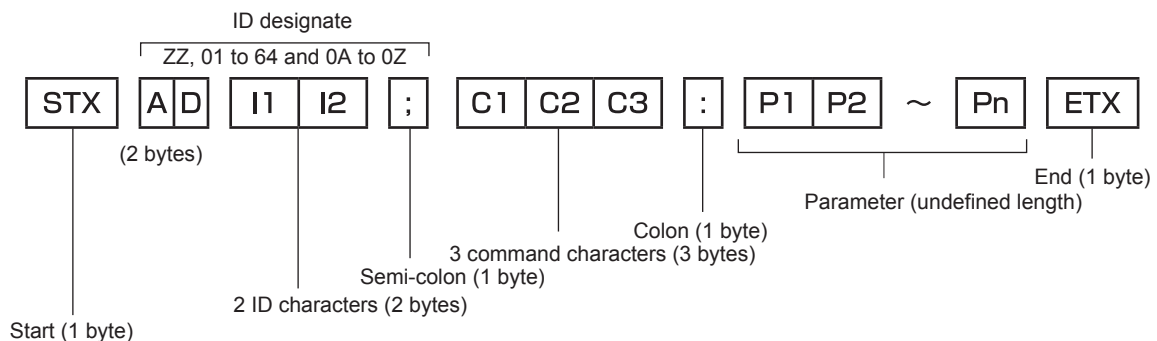 ID designate
ZZ, 01 to 64 and 0A to 0Z
STX A D I1 I2 ; C1 C2 C3 : P1 P2 ~ Pn ETX
(2 bytes)
End (1 byte)
Parameter (undefined length)
Colon (1 byte)
3 command characters (3 bytes)
Semi-colon (1 byte)
2 ID characters (2 bytes)
Start (1 byte)